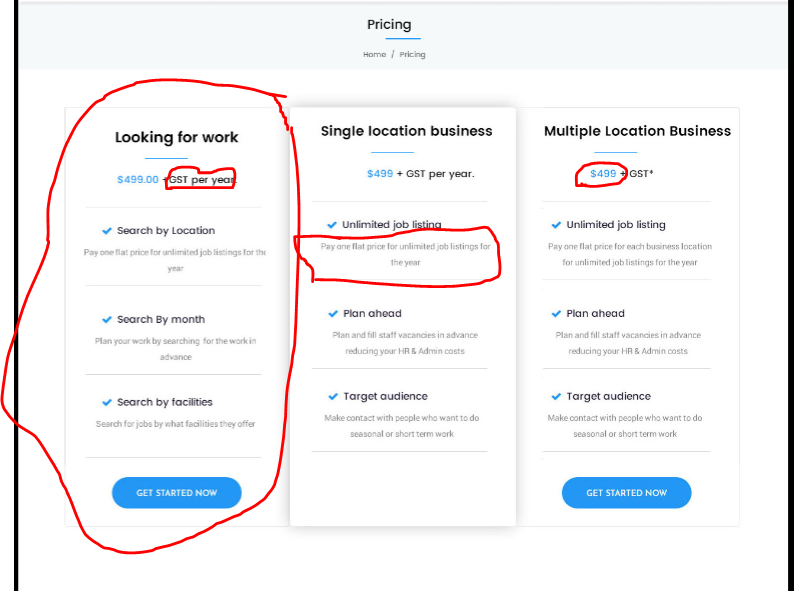 Pricing
Home / Pricing
Looking for work
$499.00 +GST per year.
Search by Location
Pay one flat price for unlimited job listings for the
year
Search By month
Plan your work by searching for the work in
advance
Search by facilities
Search for jobs by what facilities they offer
GET STARTED NOW
Single location business
$499 + GST per year.
Unlimited job listing
Pay one flat price for unlimited job listings for
the year
Plan ahead
Plan and fill staff vacancies in advance
reducing your HR & Admin costs
Target audience
Make contact with people who want to do
seasonal or short term work
Multiple Location Business
$499 + GST*
Unlimited job listing
Pay one flat price for each business location
for unlimited job listings for the year
Plan ahead
Plan and fill staff vacancies in advance
reducing your HR & Admin costs
Target audience
Make contact with people who want to do
seasonal or short term work
GET STARTED NOW